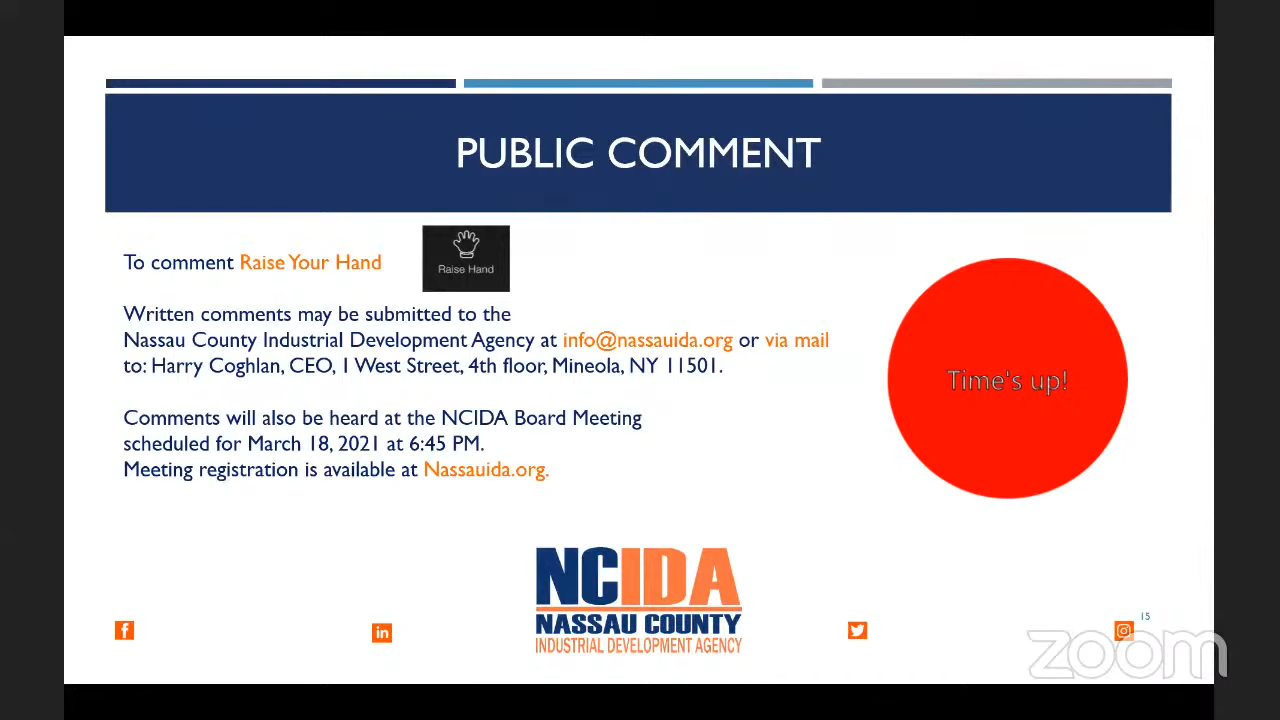 PUBLIC COMMENT
To comment Raise Your Hand
Raise Hand
Written comments may be submitted to the
Nassau County Industrial Development Agency at info@nassauida.org or via mail
to: Harry Coghlan, CEO, 1 West Street, 4th floor, Mineola, NY 11501.
Time's up!
Comments will also be heard at the NCIDA Board Meeting
scheduled for March 18, 2021 at 6:45 PM.
Meeting registration is available at Nassauida.org.
NCIDA
NASSAU COUNTY
INDUSTRIAL DEVELOPMENT AGENCY
f
in
15
zoom